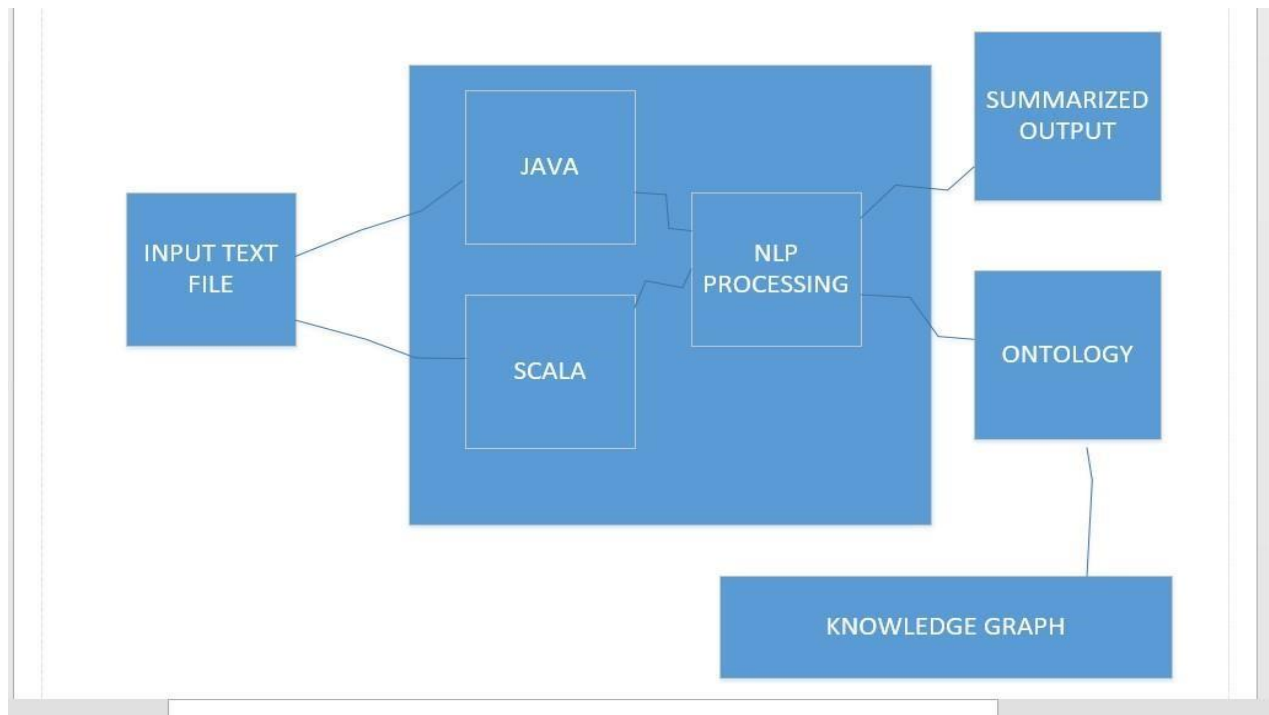 INPUT TEXT
FILE
JAVA
SCALA
NLP
PROCESSING
SUMMARIZED
OUTPUT
ONTOLOGY
KNOWLEDGE GRAPH